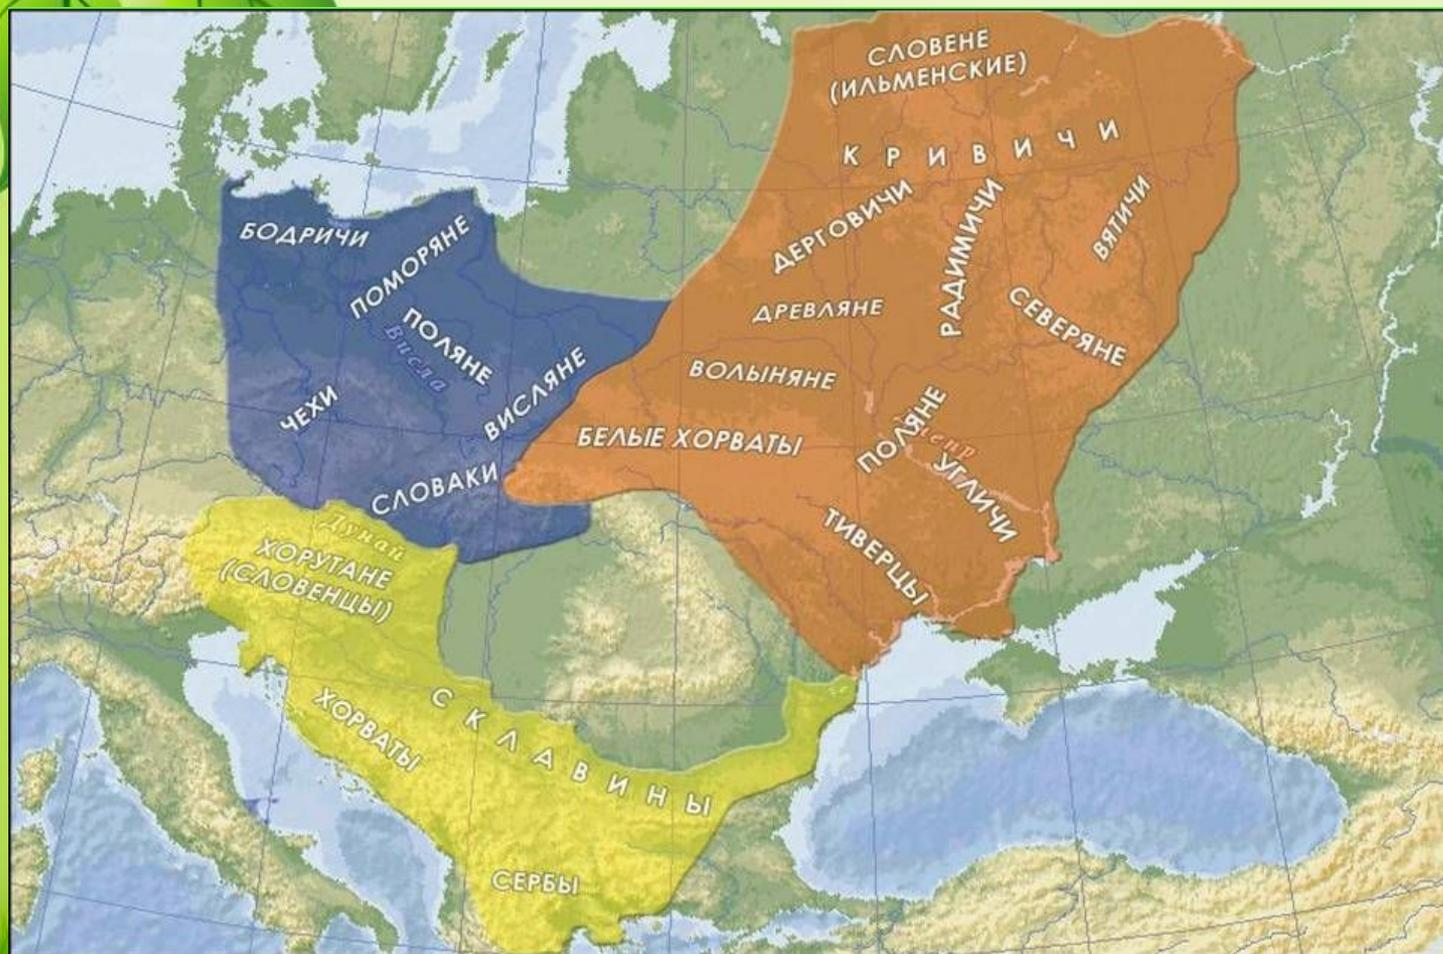 СЛОВЕНЕ
(ИЛЬМЕНСКИЕ)
КРИВИЧИ
ДЕРГОВИЧИ
РАДИМИЧИ
ВЯТИЧИ
БОДРИЧИ
ПОМОРЯНЕ
ПОЛЯНЕ
Висла
ДРЕВЛЯНЕ
СЕВЕРЯНЕ
ВОЛЫНЯНЕ
ЧЕХИ
ВИСЛЯНЕ
БЕЛЫЕ ХОРВАТЫ
ПОЛЯНЕ
УГЛИЧИ
СЛОВАКИ
ТИВЕРЦЫ
Дунай
ХОРУТАНЕ
(СЛОВЕНЦЫ)
ХОРВАТЫ
СКЛАВИНЫ
СЕРБЫ